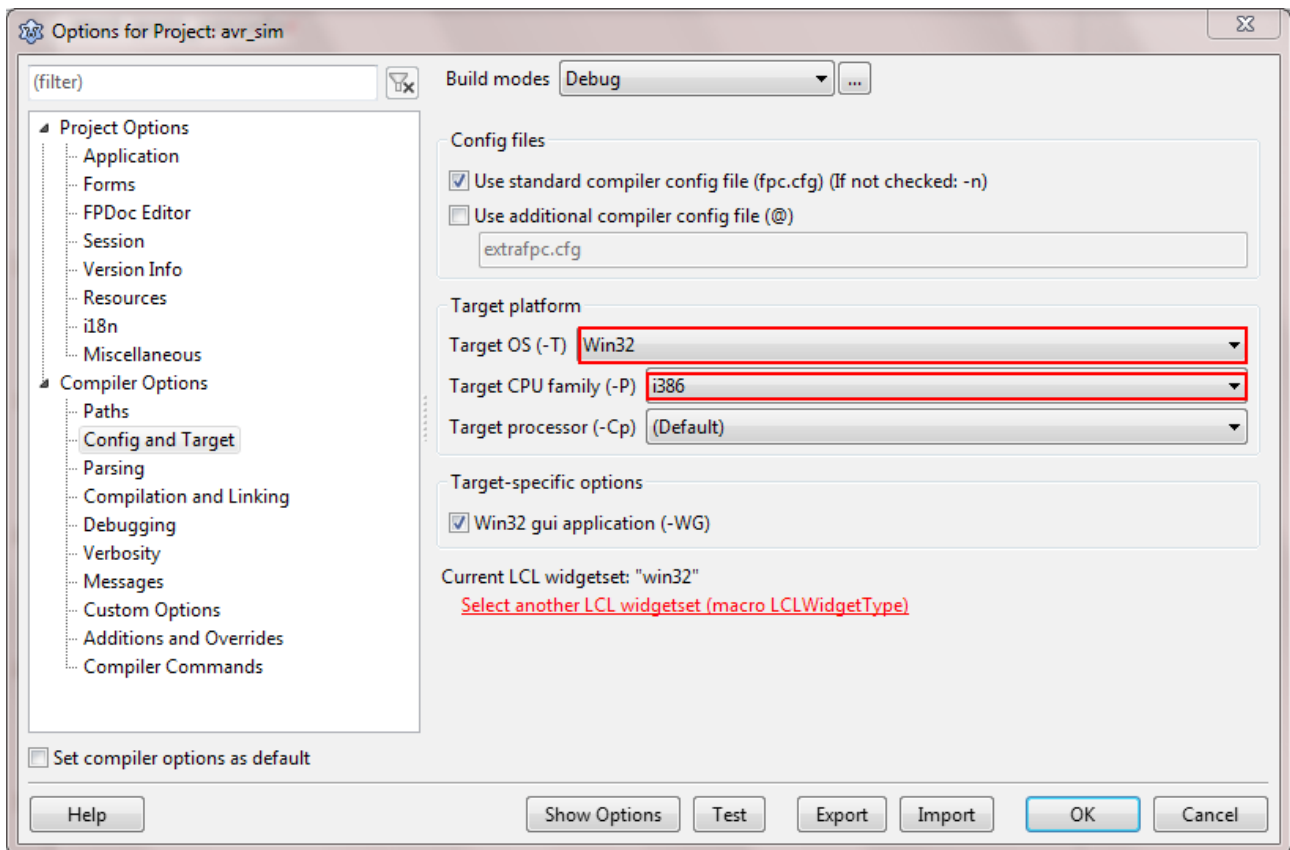 Options for Project: avr_sim
(filter)
Project Options
Application
Forms
FPDoc Editor
Session
Version Info
Resources
i18n
Miscellaneous
Compiler Options
Paths
Config and Target
Parsing
Compilation and Linking
Debugging
Verbosity
Messages
Custom Options
Additions and Overrides
Compiler Commands
Set compiler options as default
Build modes Debug ...
Config files
Use standard compiler config file (fpc.cfg) (If not checked: -n)
Use additional compiler config file (@)
extrafpc.cfg
Target platform
Target OS (-T) Win32
Target CPU family (-P) i386
Target processor (-Cp) (Default)
Target-specific options
Win32 gui application (-WG)
Current LCL widgetset: "win32"
Select another LCL widgetset (macro LCLWidgetType)
Help Show Options Test Export Import OK Cancel